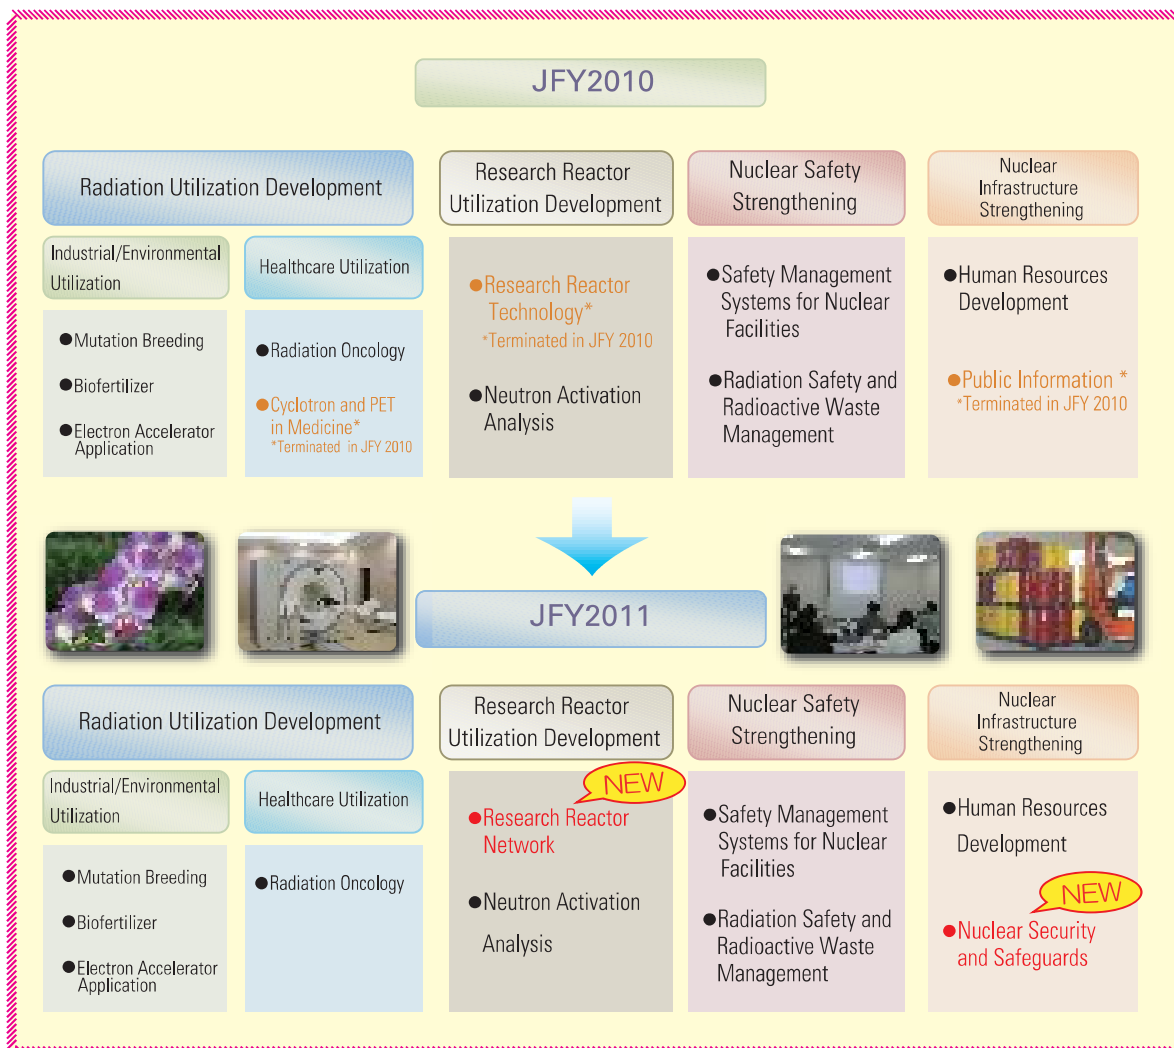 JFY2010
Radiation Utilization Development
Industrial/Environmental
Utilization
●Mutation Breeding
●Biofertilizer
●Electron Accelerator
Application
Healthcare Utilization
●Radiation Oncology
●Cyclotron and PET
in Medicine*
*Terminated in JFY 2010
Research Reactor
Utilization Development
●Research Reactor
Technology*
*Terminated in JFY 2010
●Neutron Activation
Analysis
Nuclear Safety
Strengthening
●Safety Management
Systems for Nuclear
Facilities
●Radiation Safety and
Radioactive Waste
Management
Nuclear
Infrastructure
Strengthening
●Human Resources
Development
●Public Information *
*Terminated in JFY 2010
JFY2011
Radiation Utilization Development
Industrial/Environmental
Utilization
●Mutation Breeding
●Biofertilizer
●Electron Accelerator
Application
Healthcare Utilization
●Radiation Oncology
Research Reactor
Utilization Development
NEW
●Research Reactor
Network
●Neutron Activation
Analysis
Nuclear Safety
Strengthening
●Safety Management
Systems for Nuclear
Facilities
●Radiation Safety and
Radioactive Waste
Management
Nuclear
Infrastructure
Strengthening
●Human Resources
Development
NEW
●Nuclear Security
and Safeguards